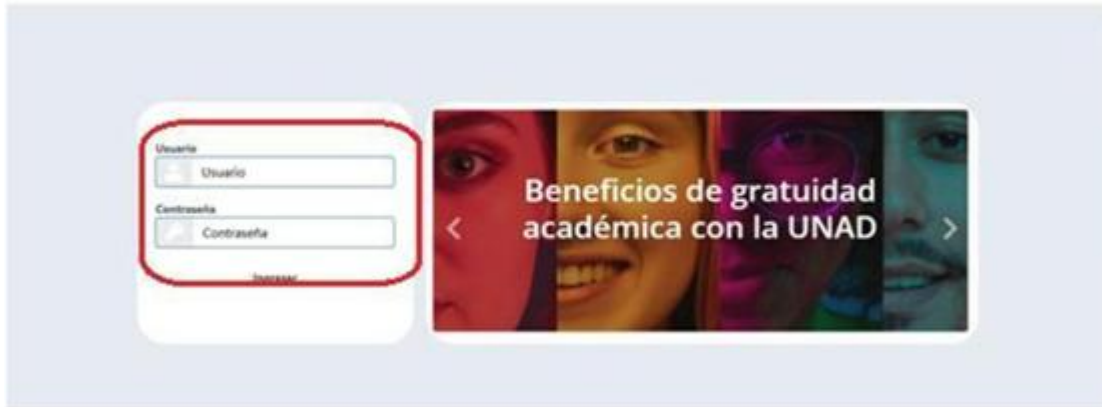 Usuario
Usuario
Contraseña
Contraseña
Ingresar
Beneficios de gratuidad
académica con la UNAD